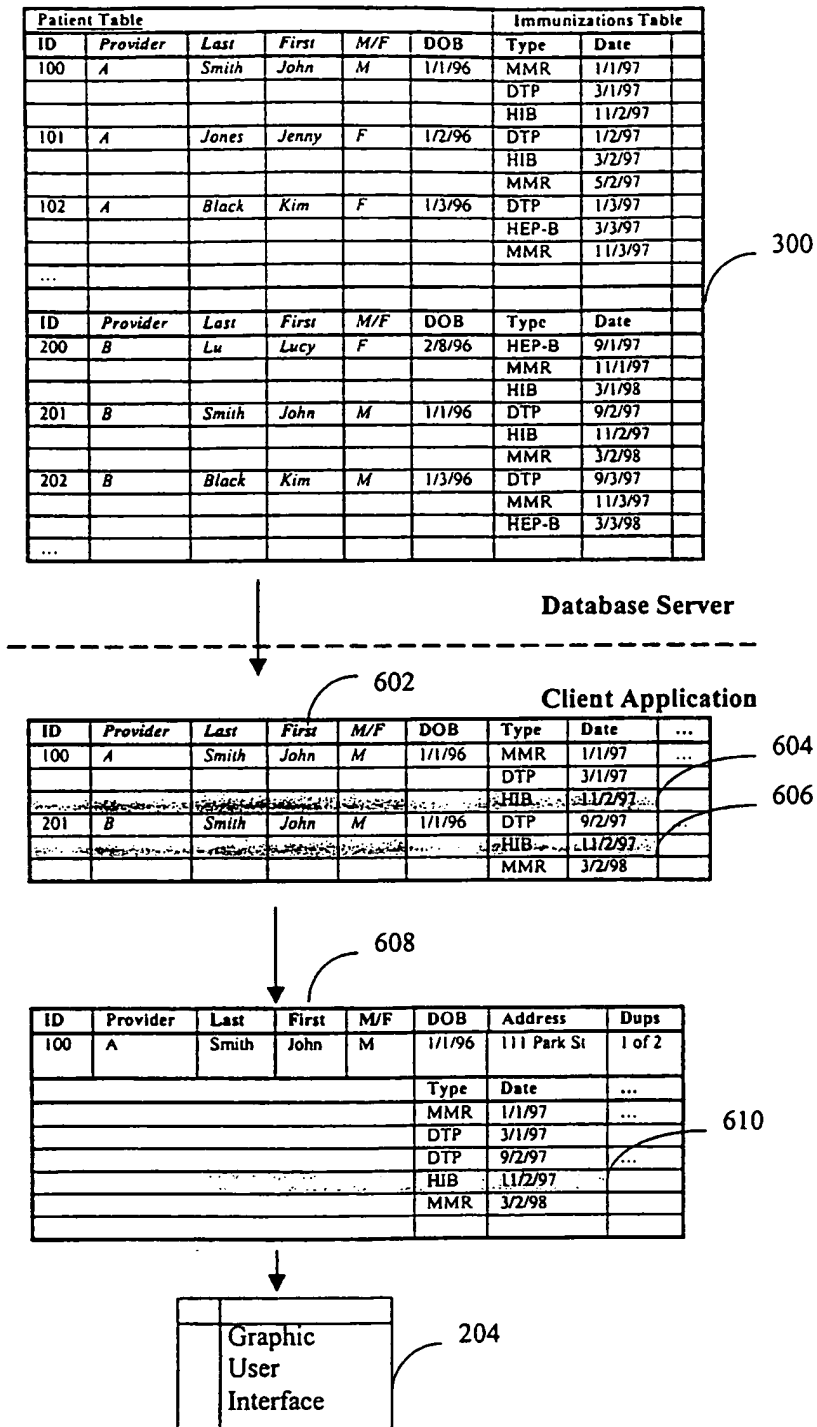 Patient Table Immunizations Table
ID Provider Last First M/F DOB Type Date
100 A Smith John M 1/1/96 MMR 1/1/97
DTP 3/1/97
HIB 11/2/97
101 A Jones Jenny F 1/2/96 DTP 1/2/97
HIB 3/2/97
MMR 5/2/97
102 A Black Kim F 1/3/96 DTP 1/3/97
HEP-B 3/3/97
MMR 11/3/97
...
300
ID Provider Last First M/F DOB Type Date
200 B Lu Lucy F 2/8/96 HEP-B 9/1/97
MMR 11/1/97
HIB 3/1/98
201 B Smith John M 1/1/96 DTP 9/2/97
HIB 11/2/97
MMR 3/2/98
202 B Black Kim M 1/3/96 DTP 9/3/97
MMR 11/3/97
HEP-B 3/3/98
...
Database Server
602
Client Application
ID Provider Last First M/F DOB Type Date ...
100 A Smith John M 1/1/96 MMR 1/1/97 ...
DTP 3/1/97
604
HIB 11/2/97
606
201 B Smith John M 1/1/96 DTP 9/2/97 ...
HIB 11/2/97
MMR 3/2/98
608
ID Provider Last First M/F DOB Address Dups
100 A Smith John M 1/1/96 111 Park St 1 of 2
Type Date ...
MMR 1/1/97 ...
DTP 3/1/97
610
DTP 9/2/97 ...
HIB 11/2/97
MMR 3/2/98
Graphic
204
User
Interface